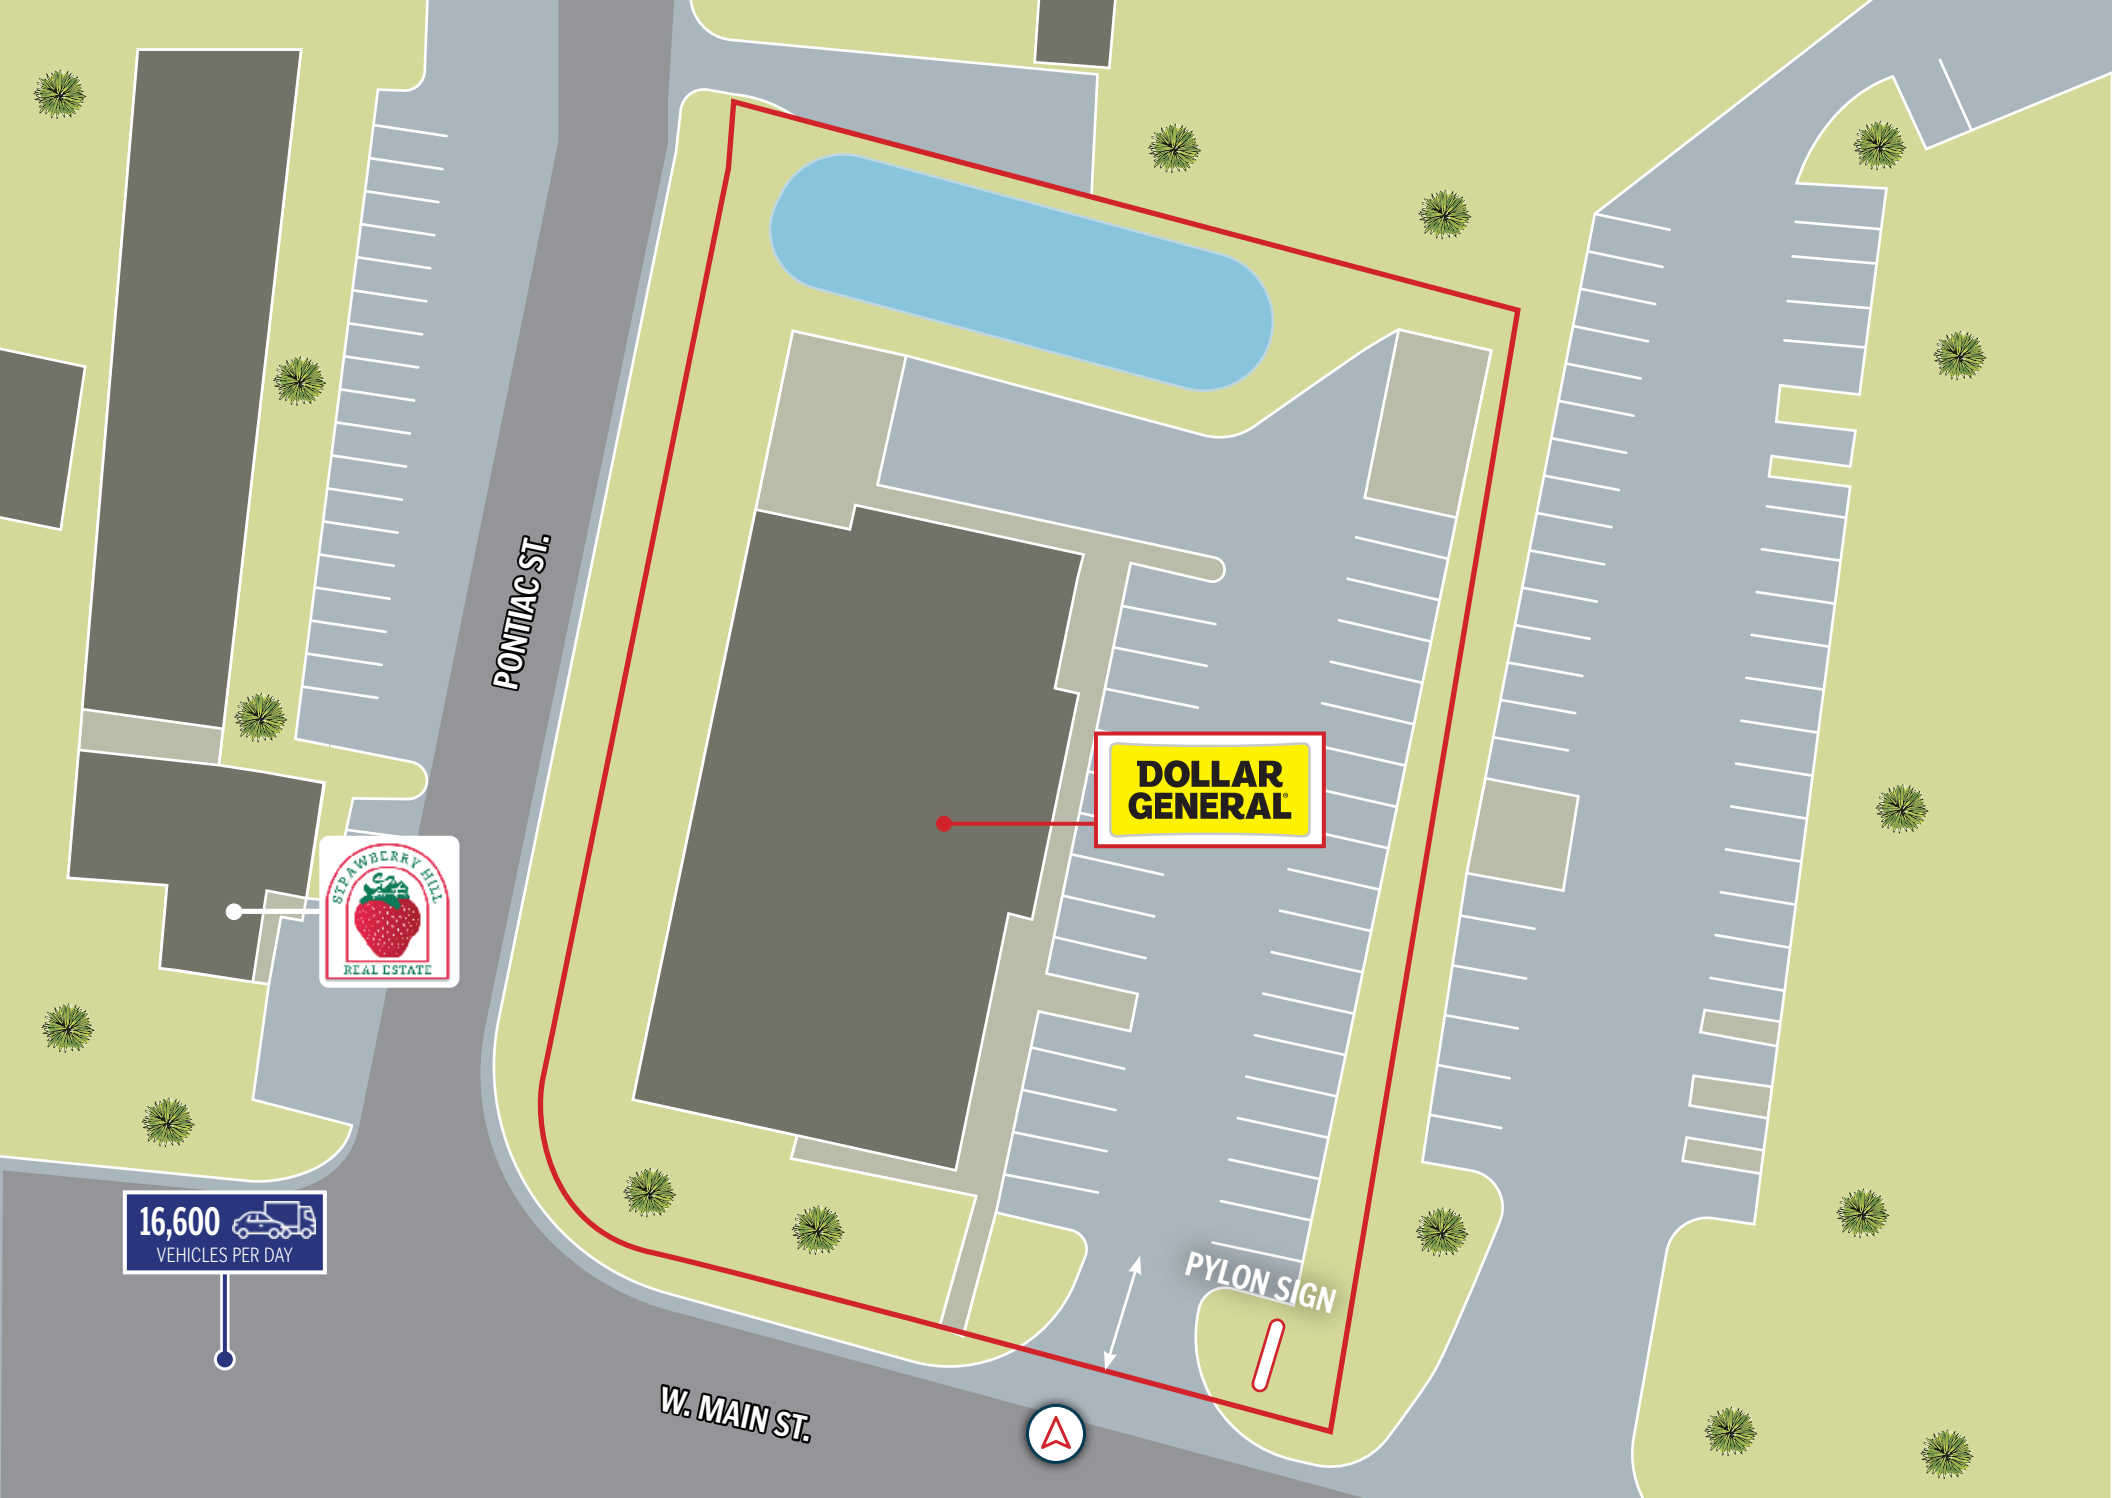 PONTIAC ST.
DOLLAR
GENERAL®
STRAWBERRY HILL
REAL ESTATE
16,600
VEHICLES PER DAY
PYLON SIGN
W. MAIN ST.